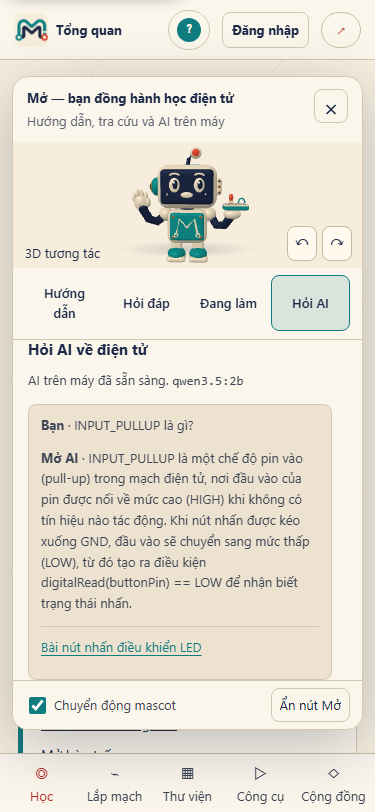 Tổng quan
?
Đăng nhập
Mở — bạn đồng hành học điện tử
Hướng dẫn, tra cứu và AI trên máy
3D tương tác
Hướng
dẫn
Hỏi đáp
Đang làm
Hỏi AI
Hỏi AI về điện tử
AI trên máy đã sẵn sàng. qwen3.5:2b
Bạn · INPUT_PULLUP là gì?
Mở AI · INPUT_PULLUP là một chế độ pin vào
(pull-up) trong mạch điện tử, nơi đầu vào của
pin được nối về mức cao (HIGH) khi không có
tín hiệu nào tác động. Khi nút nhấn được kéo
xuống GND, đầu vào sẽ chuyển sang mức thấp
(LOW), từ đó tạo ra điều kiện
digitalRead(buttonPin) == LOW để nhận biết
trạng thái nhấn.
Bài nút nhấn điều khiển LED
Chuyển động mascot
Ẩn nút Mở
Học
Lắp mạch
Thư viện
Công cụ
Cộng đồng